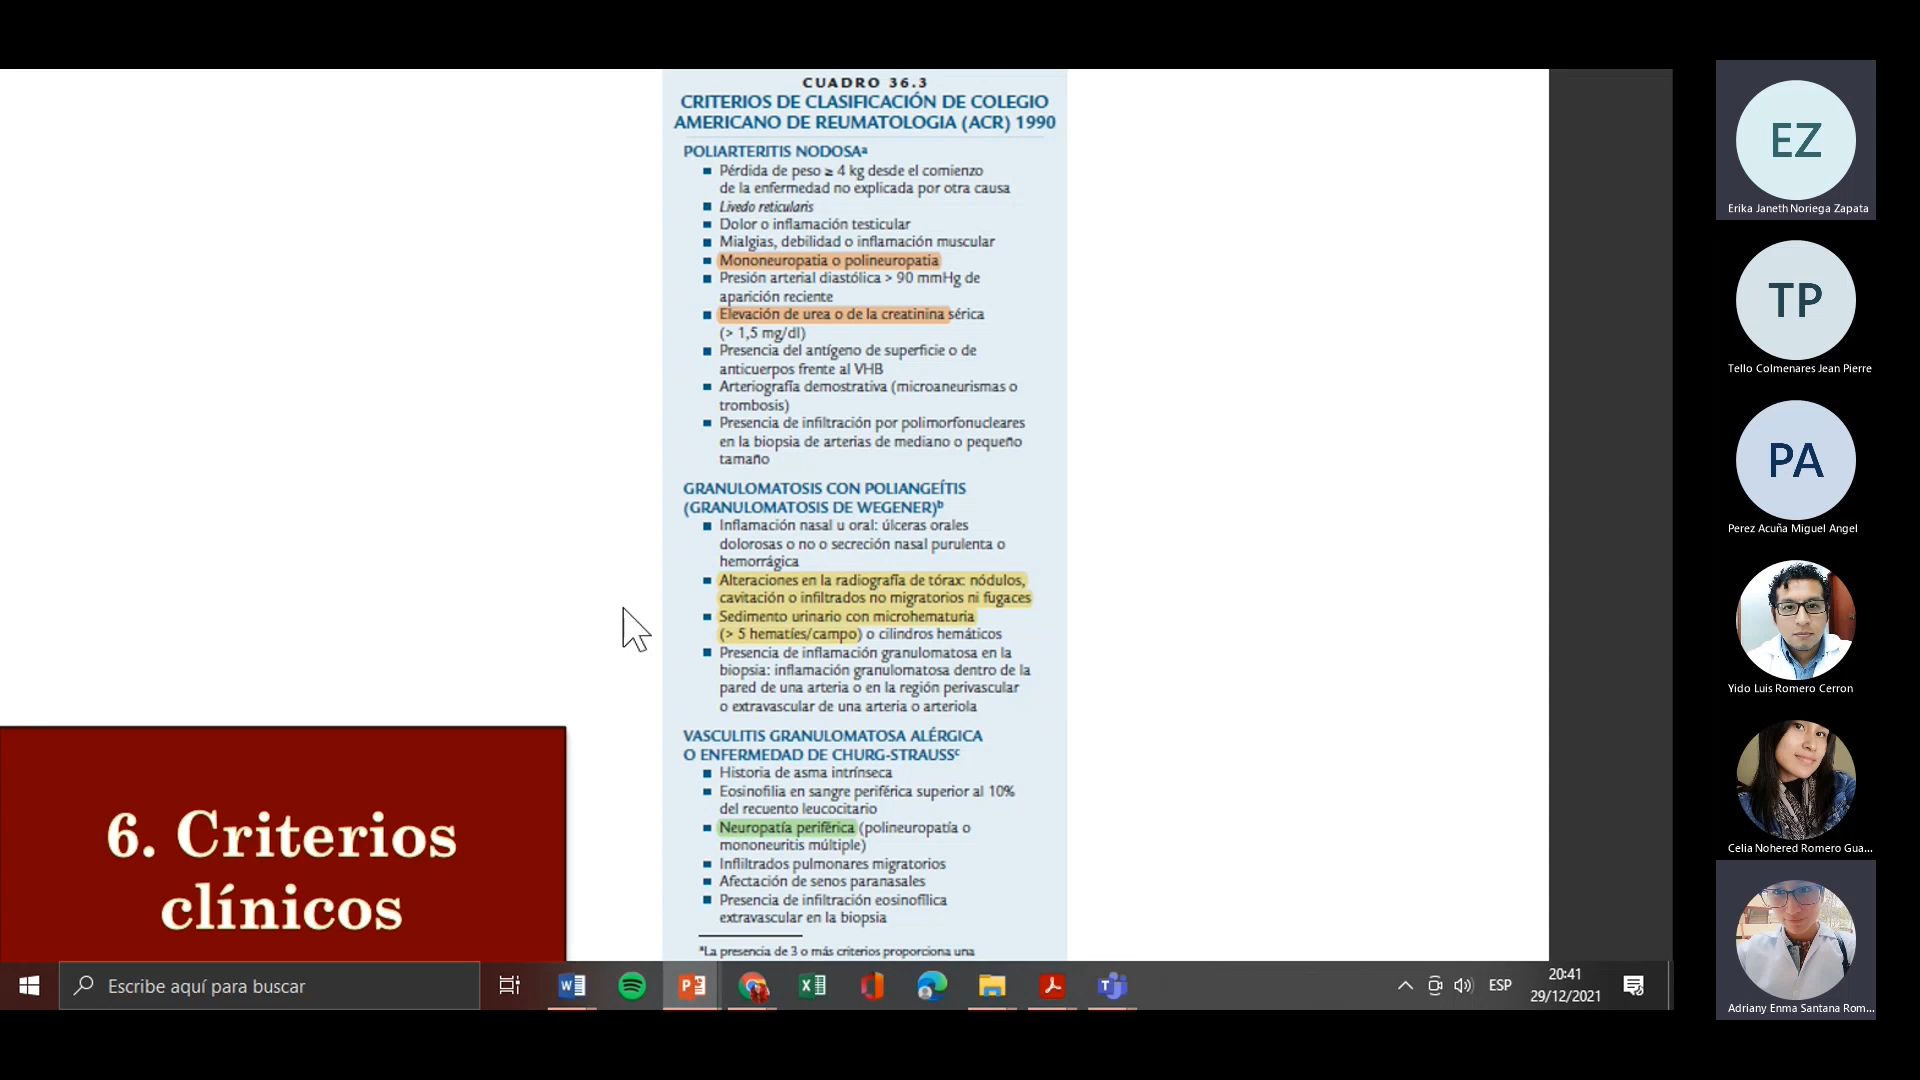 CUADRO 36.3
CRITERIOS DE CLASIFICACIÓN DE COLEGIO
AMERICANO DE REUMATOLOGIA (ACR) 1990
POLIARTERITIS NODOSAª
Pérdida de peso ≥ 4 kg desde el comienzo
de la enfermedad no explicada por otra causa
Livedo reticularis
Dolor o inflamación testicular
Mialgias, debilidad o inflamación muscular
Mononeuropatia o polineuropatia
Presión arterial diastólica > 90 mmHg de
aparición reciente
Elevación de urea o de la creatinina sérica
(> 1,5 mg/dl)
Presencia del antígeno de superficie o de
anticuerpos frente al VHB
Arteriografía demostrativa (microaneurismas o
trombosis)
Presencia de infiltración por polimorfonucleares
en la biopsia de arterias de mediano o pequeño
tamaño
GRANULOMATOSIS CON POLIANGEÍTIS
(GRANULOMATOSIS DE WEGENER)ᵇ
Inflamación nasal u oral: úlceras orales
dolorosas o no o secreción nasal purulenta o
hemorrágica
Alteraciones en la radiografía de tórax: nódulos,
cavitación o infiltrados no migratorios ni fugaces
Sedimento urinario con microhematuria
(> 5 hematíes/campo) o cilindros hemáticos
Presencia de inflamación granulomatosa en la
biopsia: inflamación granulomatosa dentro de la
pared de una arteria o en la región perivascular
o extravascular de una arteria o arteriola
VASCULITIS GRANULOMATOSA ALÉRGICA
O ENFERMEDAD DE CHURG-STRAUSSᶜ
Historia de asma intrínseca
Eosinofilia en sangre periférica superior al 10%
del recuento leucocitario
Neuropatía periférica (polineuropatía o
mononeuritis múltiple)
Infliltrados pulmonares migratorios
Afectación de senos paranasales
Presencia de infiltración eosinofílica
extravascular en la biopsia
ªLa presencia de 3 o más criterios proporciona una
6. Criterios
clínicos
Escribe aquí para buscar
ESP
20:41
29/12/2021
EZ
Erika Janeth Noriega Zapata
TP
Tello Colmenares Jean Pierre
PA
Perez Acuña Miguel Angel
Yido Luis Romero Cerron
Celia Nohered Romero Gua...
Adriany Enma Santana Rom...